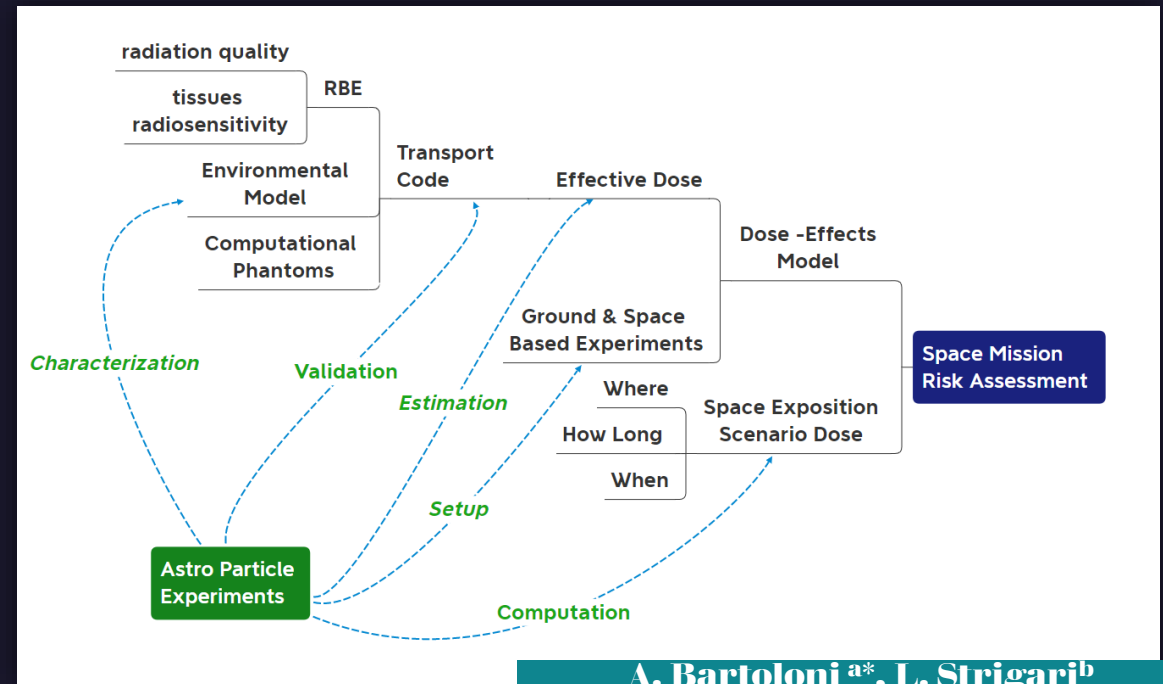 radiation quality
RBE
tissues
radiosensitivity
Transport
Code
Environmental
Model
Effective Dose
Computational
Phantoms
Dose -Effects
Model
Ground & Space
Based Experiments
Space Mission
Risk Assessment
Characterization
Validation
Estimation
Where
How Long
When
Space Exposition
Scenario Dose
Setup
Astro Particle
Experiments
Computation
A. Bartoloni a*, L. Strigari b